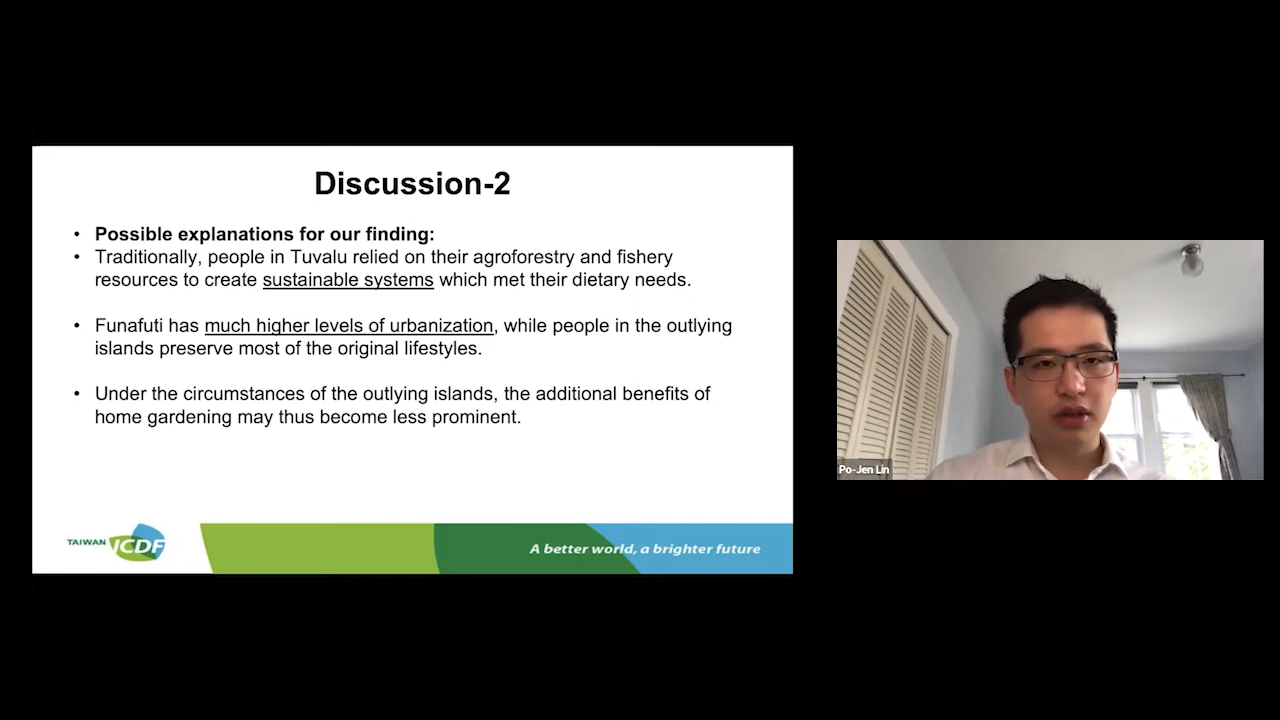 Discussion-2
• Possible explanations for our finding:
• Traditionally, people in Tuvalu relied on their agroforestry and fishery
resources to create sustainable systems which met their dietary needs.
• Funafuti has much higher levels of urbanization, while people in the outlying
islands preserve most of the original lifestyles.
• Under the circumstances of the outlying islands, the additional benefits of
home gardening may thus become less prominent.
TAIWAN ICDF
A better world, a brighter future
Po-Jen Lin